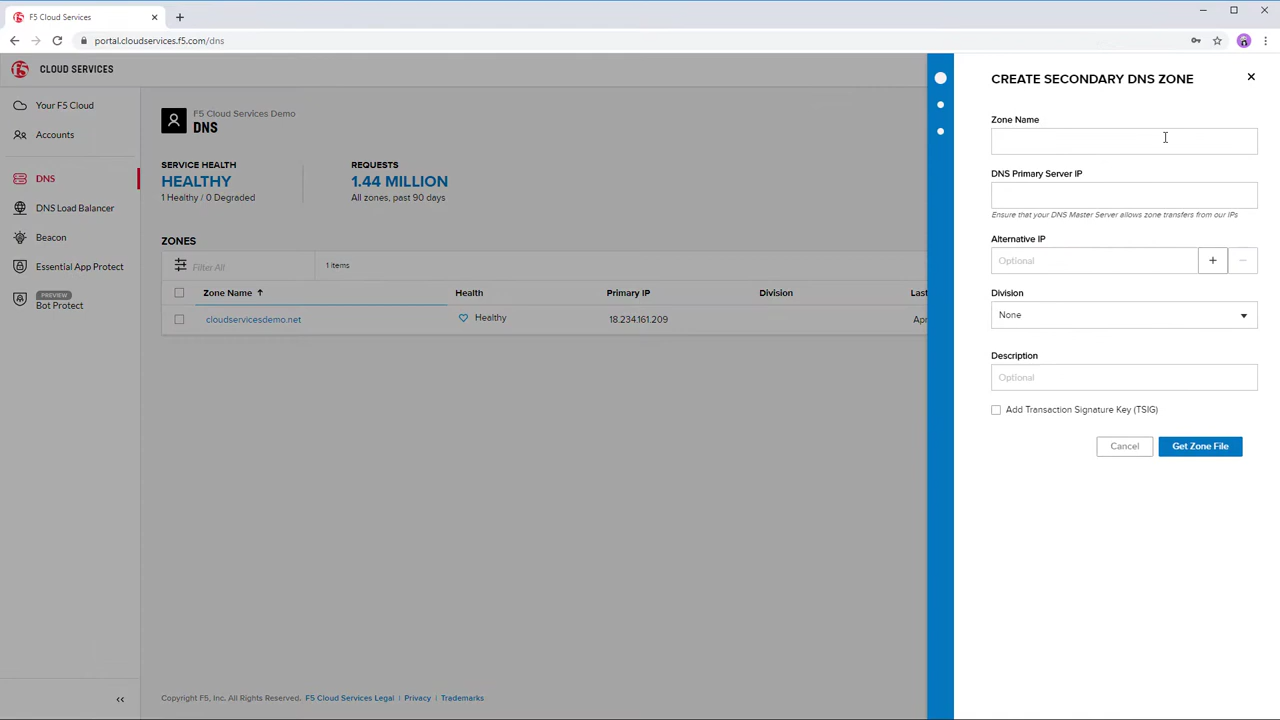 F5 Cloud Services
portal.cloudservices.f5.com/dns
CLOUD SERVICES
Your F5 Cloud
Accounts
DNS
DNS Load Balancer
Beacon
Essential App Protect
PREVIEW
Bot Protect
F5 Cloud Services Demo
DNS
SERVICE HEALTH
HEALTHY
1 Healthy / 0 Degraded
REQUESTS
1.44 MILLION
All zones, past 90 days
ZONES
Filter All
1 items
Zone Name Health Primary IP Division Last
cloudservicesdemo.net Healthy 18.234.161.209 Apr
Copyright F5, Inc. All Rights Reserved. F5 Cloud Services Legal | Privacy | Trademarks
CREATE SECONDARY DNS ZONE
Zone Name
DNS Primary Server IP
Ensure that your DNS Master Server allows zone transfers from our IPs
Alternative IP
Optional
Division
None
Description
Optional
Add Transaction Signature Key (TSIG)
Cancel Get Zone File